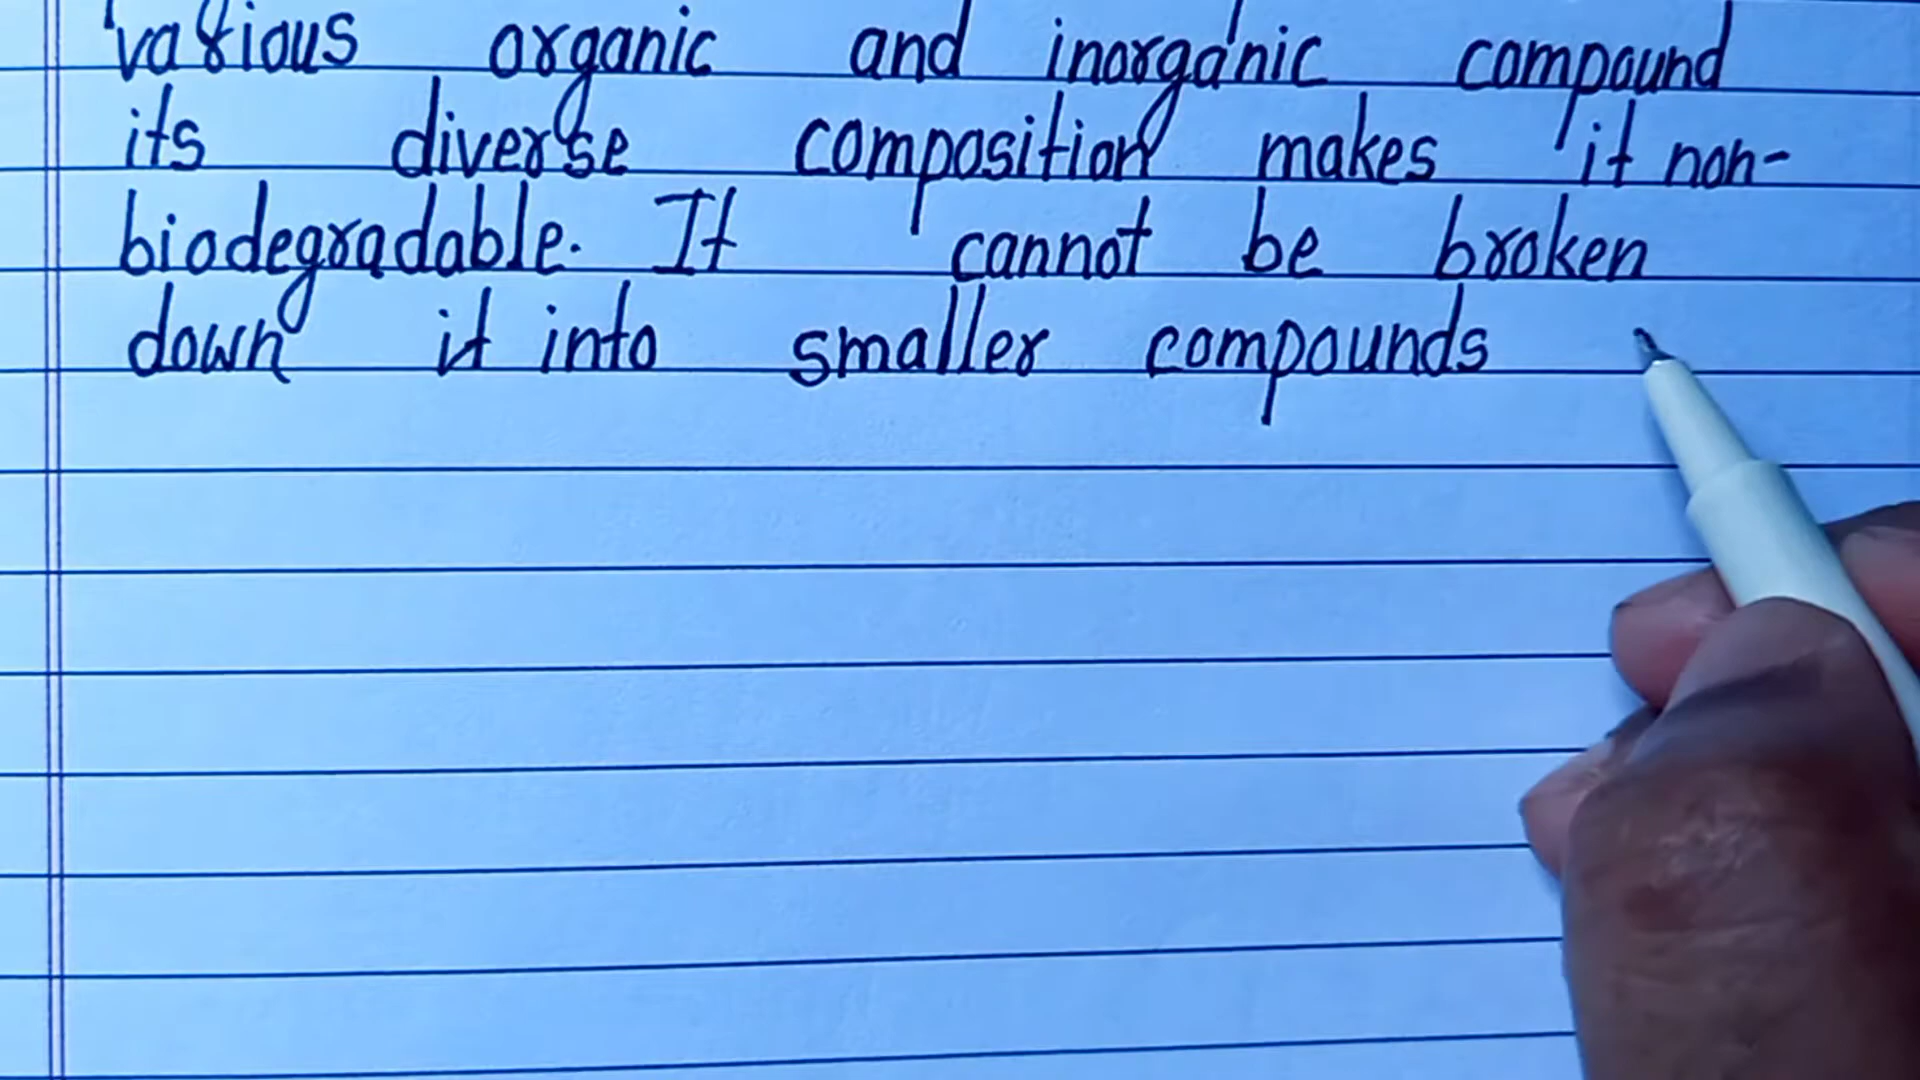 various organic and inorganic compound
its diverse composition makes it non-
biodegradable. It cannot be broken
down it into smaller compounds